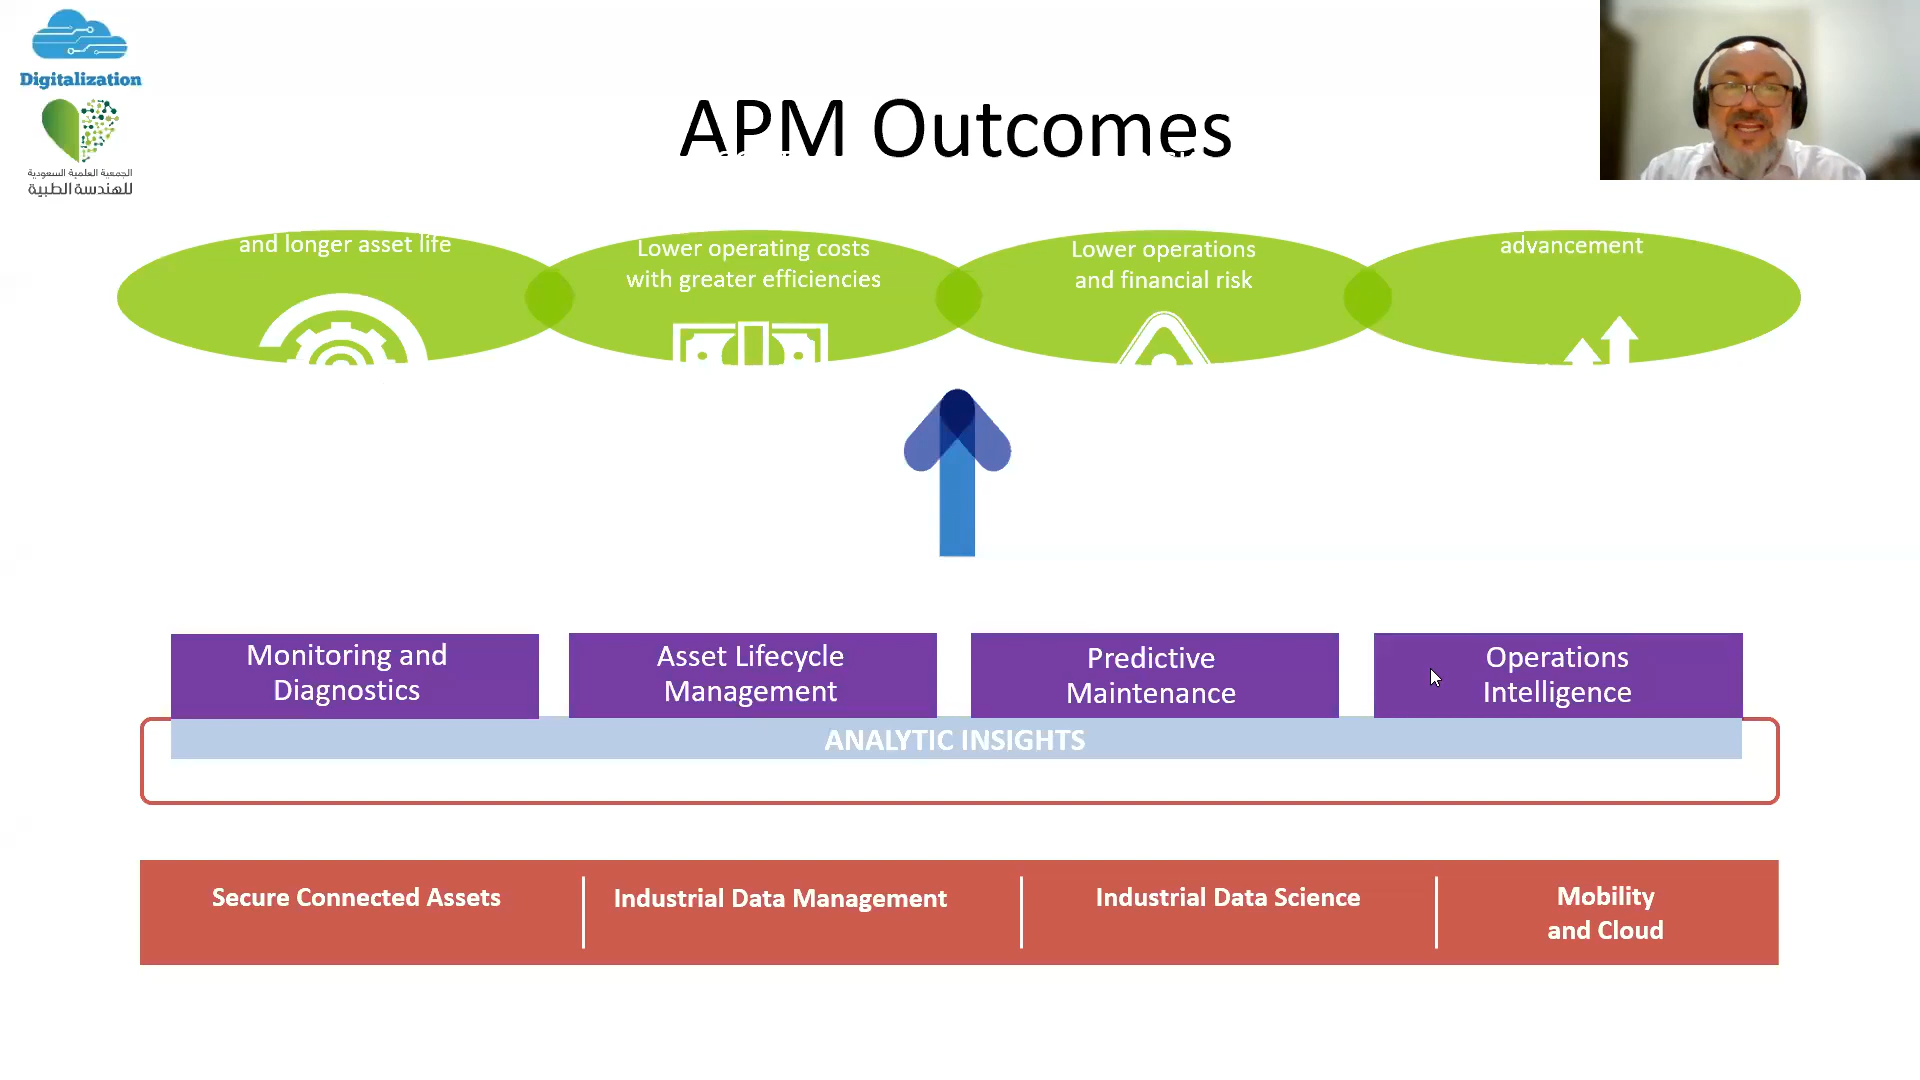 Digitalization
الجمعية العلمية السعودية
للهندسة الطبية
APM Outcomes
and longer asset life
Lower operating costs
with greater efficiencies
Lower operations
and financial risk
advancement
Monitoring and
Diagnostics
Asset Lifecycle
Management
Predictive
Maintenance
Operations
Intelligence
ANALYTIC INSIGHTS
Secure Connected Assets
Industrial Data Management
Industrial Data Science
Mobility
and Cloud